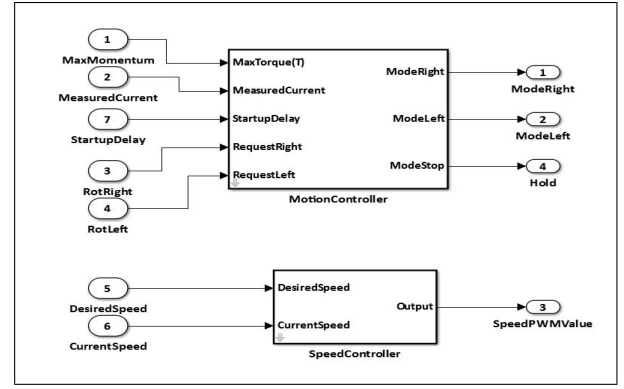 1
MaxMomentum
2
MeasuredCurrent
7
StartupDelay
3
RotRight
4
RotLeft
MaxTorque(T)
MeasuredCurrent
StartupDelay
RequestRight
RequestLeft
ModeRight
ModeLeft
ModeStop
MotionController
1
ModeRight
2
ModeLeft
4
Hold
5
DesiredSpeed
6
CurrentSpeed
DesiredSpeed
CurrentSpeed
Output
SpeedController
3
SpeedPWMValue